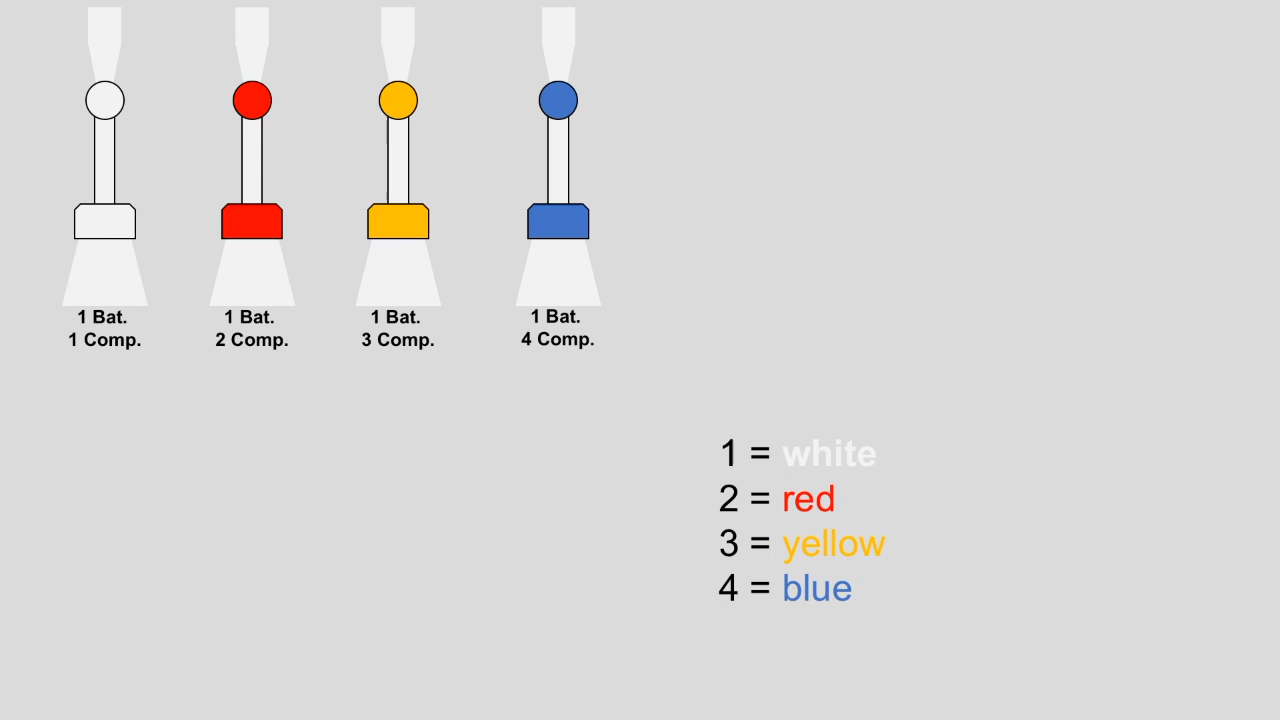 1 Bat.
1 Comp.
1 Bat.
2 Comp.
1 Bat.
3 Comp.
1 Bat.
4 Comp.
1 = white
2 = red
3 = yellow
4 = blue